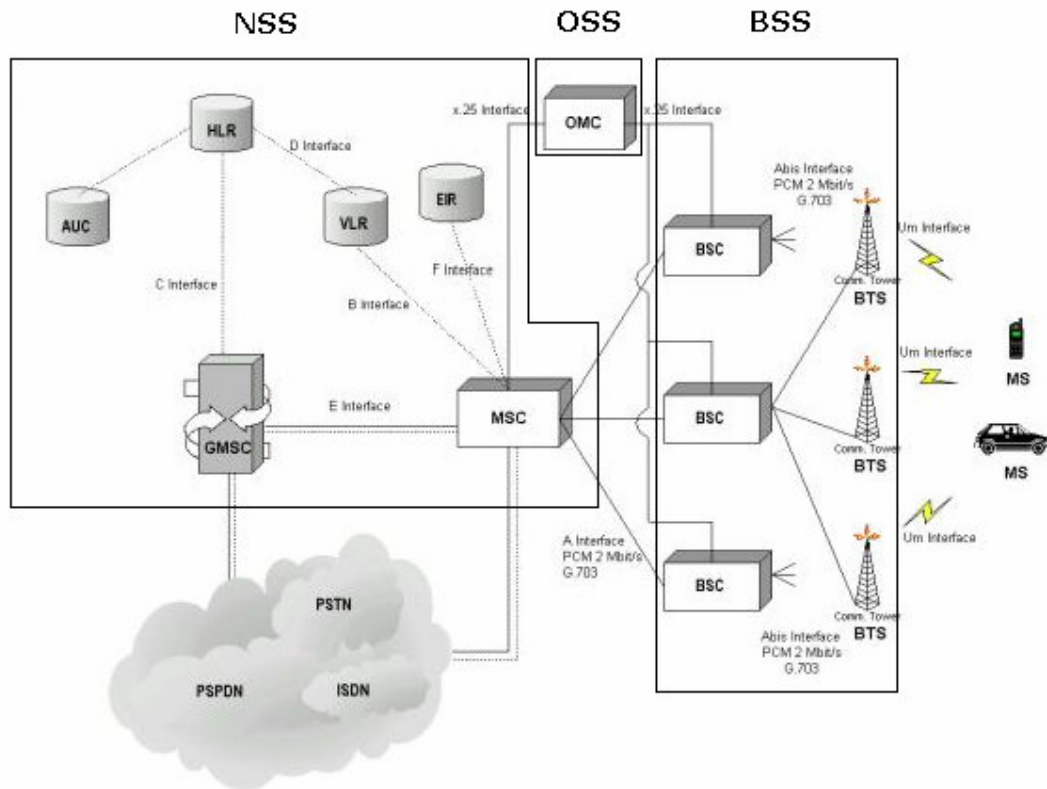 NSS
OSS
BSS
x.25 Interface
OMC
x.25 Interface
HLR
D Interface
AUC
VLR
EIR
Abis Interface
PCM 2 Mbit/s
G.703
BSC
Um Interface
Comm. Tower
BTS
C Interface
B Interface
F Interface
E Interface
GMSC
MSC
BSC
Um Interface
Comm. Tower
BTS
MS
MS
A Interface
PCM 2 Mbit/s
G.703
BSC
Um Interface
Comm. Tower
BTS
Abis Interface
PCM 2 Mbit/s
G.703
PSTN
PSPDN
ISDN